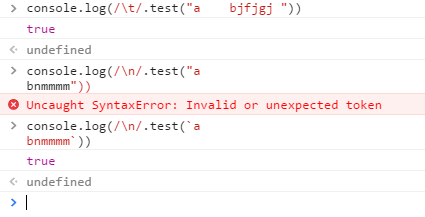 > console.log(/\t/.test("a    bjfjgj "))
true
undefined
> console.log(/\n/.test("a
bnmmmm"))
Uncaught SyntaxError: Invalid or unexpected token
> console.log(/\n/.test(`a
bnmmmm`))
true
undefined
>